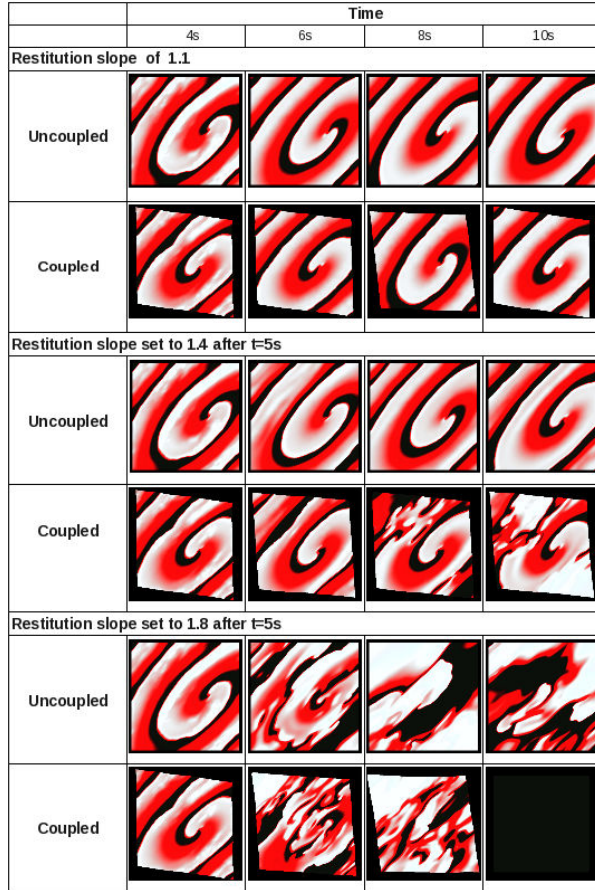 Time
4s 6s 8s 10s
Restitution slope of 1.1
Uncoupled
Coupled
Restitution slope set to 1.4 after t=5s
Uncoupled
Coupled
Restitution slope set to 1.8 after t=5s
Uncoupled
Coupled